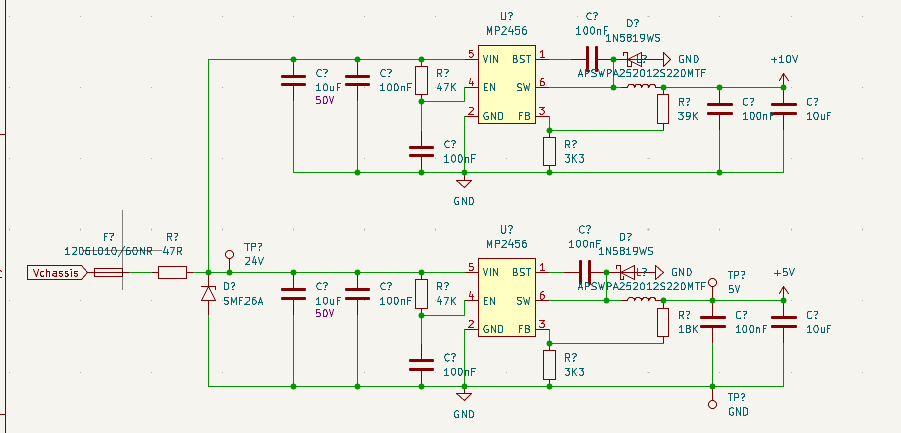 U?
MP2456
C?
100nF
D?
1N5819WS
5 VIN BST 1
4 EN SW 6
2 GND FB 3
C?
10uF
50V
C?
100nF
R?
47K
C?
100nF
GND
L?
APSWPA252012S220MTF
GND
+10V
R?
39K
C?
100nF
C?
10uF
R?
3K3
GND
F?
1206L010/60NR
R?
47R
Vchassis
TP?
24V
D?
SMF26A
U?
MP2456
C?
100nF
D?
1N5819WS
5 VIN BST 1
4 EN SW 6
2 GND FB 3
C?
10uF
50V
C?
100nF
R?
47K
C?
100nF
GND
L?
APSWPA252012S220MTF
GND
TP?
5V
+5V
R?
18K
C?
100nF
C?
10uF
R?
3K3
TP?
GND